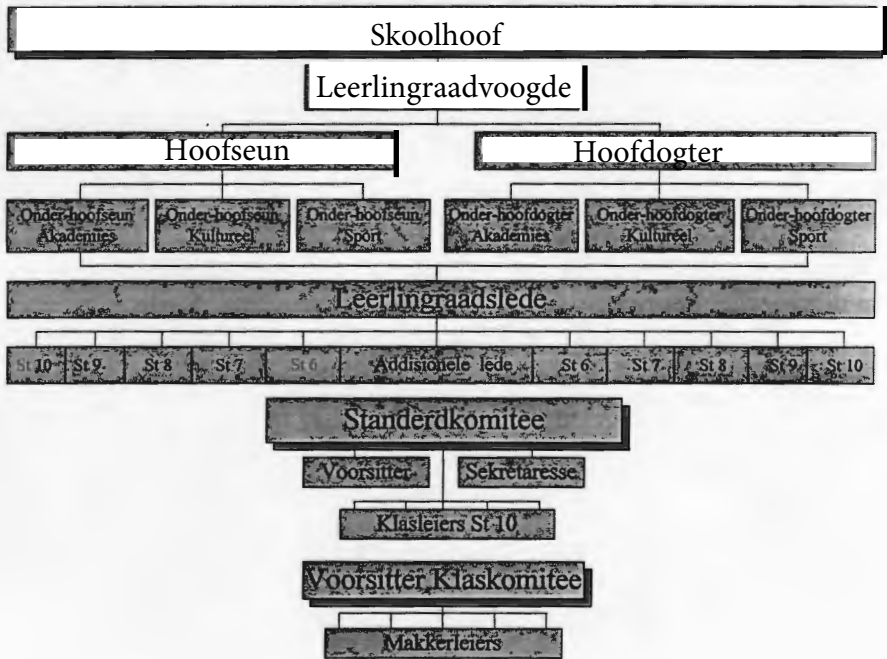 Skoolhoof
Leerlingraadvoogde
Hoofseun
Hoofdogter
Onder-hoofseun Akademies
Onder-hoofseun Kultureel
Onder-hoofseun Sport
Onder-hoofdogter Akademies
Onder-hoofdogter Kultureel
Onder-hoofdogter Sport
Leerlingraadslede
St 10
St 9
St 8
St 7
St 6
Addisionele lede
St 6
St 7
St 8
St 9
St 10
Standerdkomitee
Voorsitter
Sekretaresse
Klasleiers St 10
Voorsitter Klaskomitee
Makkerleiers